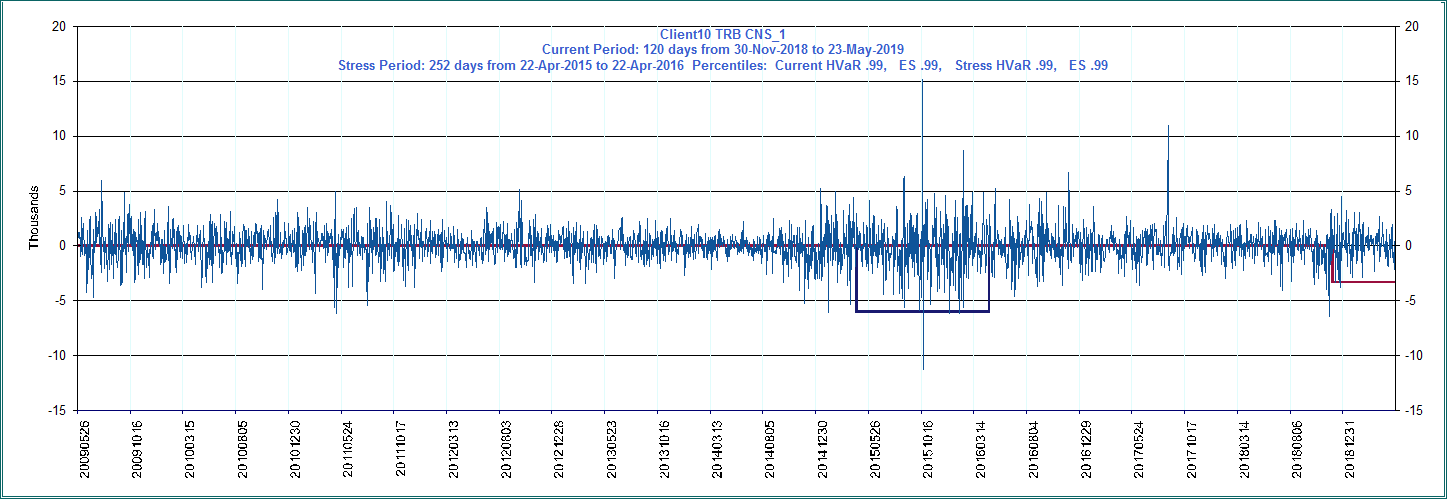 Client10 TRB CNS_1
Current Period: 120 days from 30-Nov-2018 to 23-May-2019
Stress Period: 252 days from 22-Apr-2015 to 22-Apr-2016 Percentiles: Current HVaR .99, ES .99, Stress HVaR .99, ES .99
20 20
15 15
10 10
5 5
0 0
-5 -5
-10 -10
-15 -15
Thousands
20090526 20091016 20100315 20100805 20101230 20110524 20111017 20120313 20120803 20121228 20130523 20131016 20140313 20140805 20141230 20150526 20151016 20160314 20160804 20161229 20170524 20171017 20180314 20180806 20181231